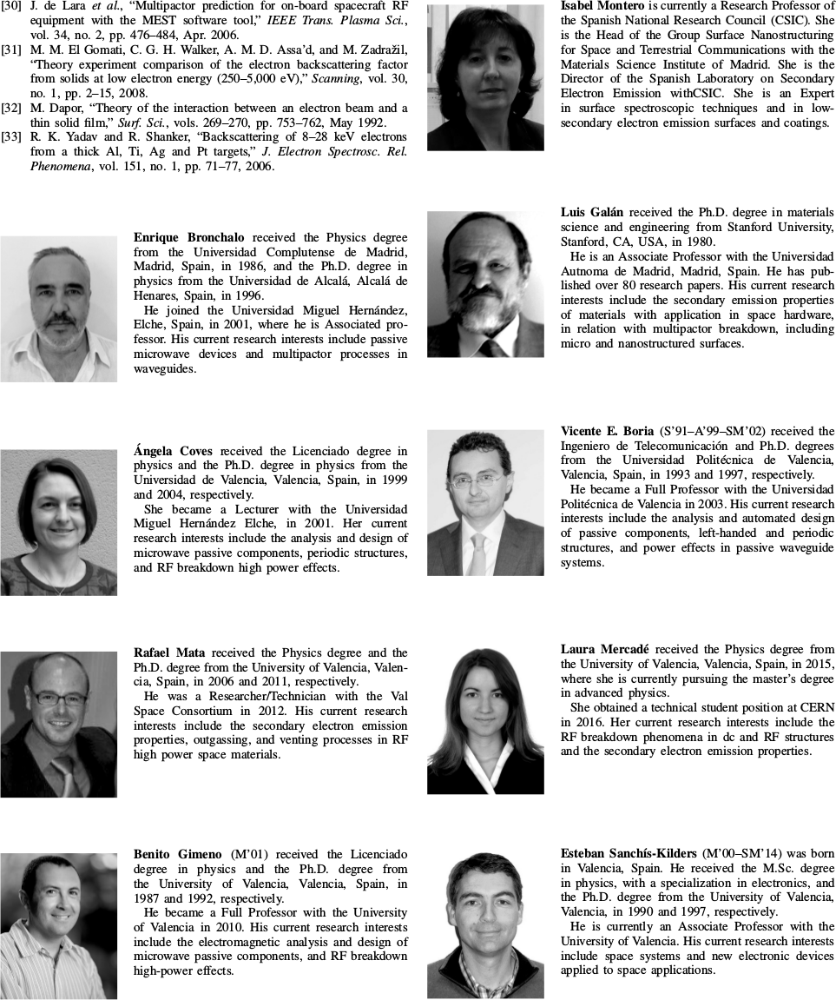 [30] J. de Lara et al., “Multipactor prediction for on-board spacecraft RF
equipment with the MEST software tool,” IEEE Trans. Plasma Sci.,
vol. 34, no. 2, pp. 476–484, Apr. 2006.
[31] M. M. El Gomati, C. G. H. Walker, A. M. D. Assa’d, and M. Zadražil,
“Theory experiment comparison of the electron backscattering factor
from solids at low electron energy (250–5,000 eV),” Scanning, vol. 30,
no. 1, pp. 2–15, 2008.
[32] M. Dapor, “Theory of the interaction between an electron beam and a
thin solid film,” Surf. Sci., vols. 269–270, pp. 753–762, May 1992.
[33] R. K. Yadav and R. Shanker, “Backscattering of 8–28 keV electrons
from a thick Al, Ti, Ag and Pt targets,” J. Electron Spectrosc. Rel.
Phenomena, vol. 151, no. 1, pp. 71–77, 2006.
Enrique Bronchalo received the Physics degree
from the Universidad Complutense de Madrid,
Madrid, Spain, in 1986, and the Ph.D. degree in
physics from the Universidad de Alcalá, Alcalá de
Henares, Spain, in 1996.
He joined the Universidad Miguel Hernández,
Elche, Spain, in 2001, where he is Associated pro-
fessor. His current research interests include passive
microwave devices and multipactor processes in
waveguides.
Ángela Coves received the Licenciado degree in
physics and the Ph.D. degree in physics from the
Universidad de Valencia, Valencia, Spain, in 1999
and 2004, respectively.
She became a Lecturer with the Universidad
Miguel Hernández Elche, in 2001. Her current
research interests include the analysis and design of
microwave passive components, periodic structures,
and RF breakdown high power effects.
Rafael Mata received the Physics degree and the
Ph.D. degree from the University of Valencia, Valen-
cia, Spain, in 2006 and 2011, respectively.
He was a Researcher/Technician with the Val
Space Consortium in 2012. His current research
interests include the secondary electron emission
properties, outgassing, and venting processes in RF
high power space materials.
Benito Gimeno (M’01) received the Licenciado
degree in physics and the Ph.D. degree from
the University of Valencia, Valencia, Spain, in
1987 and 1992, respectively.
He became a Full Professor with the University
of Valencia in 2010. His current research interests
include the electromagnetic analysis and design of
microwave passive components, and RF breakdown
high-power effects.
Isabel Montero is currently a Research Professor of
the Spanish National Research Council (CSIC). She
is the Head of the Group Surface Nanostructuring
for Space and Terrestrial Communications with the
Materials Science Institute of Madrid. She is the
Director of the Spanish Laboratory on Secondary
Electron Emission withCSIC. She is an Expert
in surface spectroscopic techniques and in low-
secondary electron emission surfaces and coatings.
Luis Galán received the Ph.D. degree in materials
science and engineering from Stanford University,
Stanford, CA, USA, in 1980.
He is an Associate Professor with the Universidad
Autnoma de Madrid, Madrid, Spain. He has pub-
lished over 80 research papers. His current research
interests include the secondary emission properties
of materials with application in space hardware,
in relation with multipactor breakdown, including
micro and nanostructured surfaces.
Vicente E. Boria (S’91–A’99–SM’02) received the
Ingeniero de Telecomunicación and Ph.D. degrees
from the Universidad Politécnica de Valencia,
Valencia, Spain, in 1993 and 1997, respectively.
He became a Full Professor with the Universidad
Politécnica de Valencia in 2003. His current research
interests include the analysis and automated design
of passive components, left-handed and periodic
structures, and power effects in passive waveguide
systems.
Laura Mercadé received the Physics degree from
the University of Valencia, Valencia, Spain, in 2015,
where she is currently pursuing the master’s degree
in advanced physics.
She obtained a technical student position at CERN
in 2016. Her current research interests include the
RF breakdown phenomena in dc and RF structures
and the secondary electron emission properties.
Esteban Sanchís-Kilders (M’00–SM’14) was born
in Valencia, Spain. He received the M.Sc. degree
in physics, with a specialization in electronics, and
the Ph.D. degree from the University of Valencia,
Valencia, in 1990 and 1997, respectively.
He is currently an Associate Professor with the
University of Valencia. His current research interests
include space systems and new electronic devices
applied to space applications.